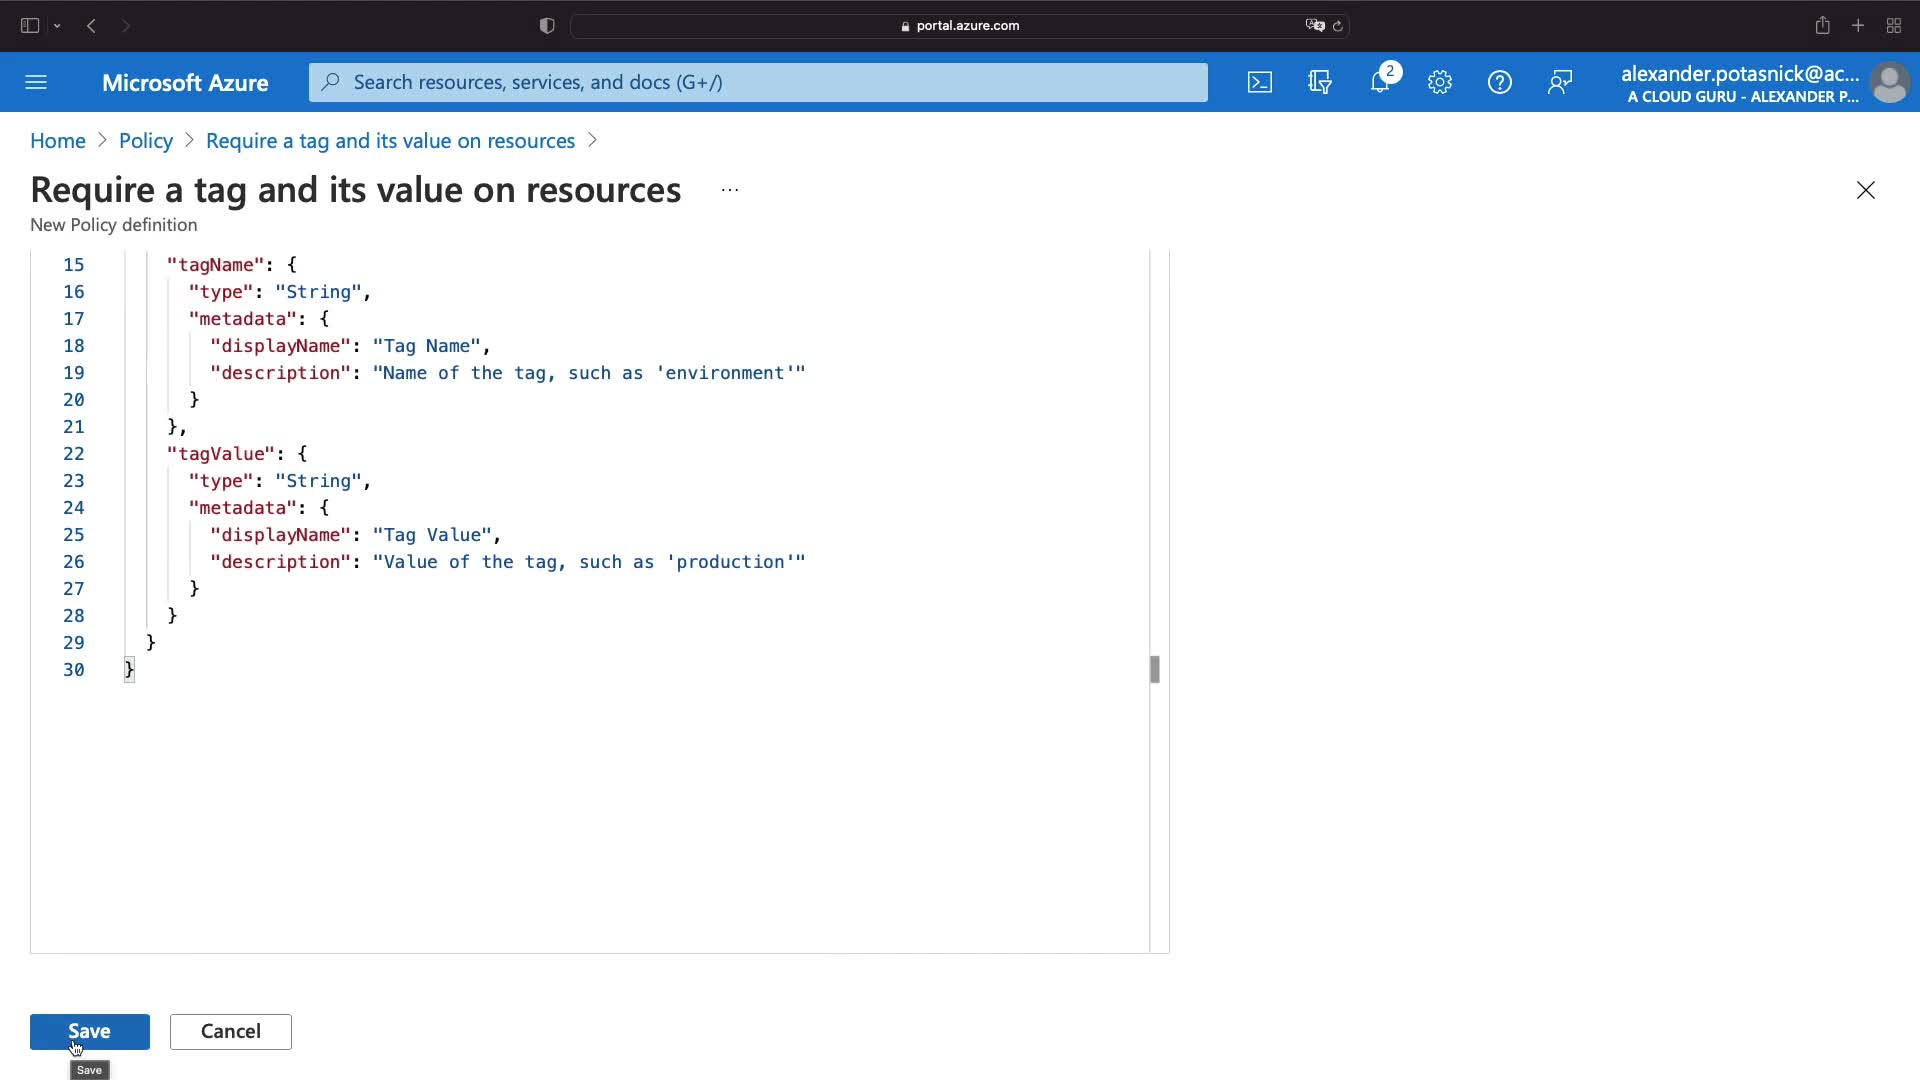 portal.azure.com
Microsoft Azure
Search resources, services, and docs (G+/)
2
alexander.potasnick@ac...
A CLOUD GURU - ALEXANDER P...
Home > Policy > Require a tag and its value on resources >
Require a tag and its value on resources ...
New Policy definition
15 "tagName": {
16 "type": "String",
17 "metadata": {
18 "displayName": "Tag Name",
19 "description": "Name of the tag, such as 'environment'"
20 }
21 },
22 "tagValue": {
23 "type": "String",
24 "metadata": {
25 "displayName": "Tag Value",
26 "description": "Value of the tag, such as 'production'"
27 }
28 }
29 }
30 }
Save
Cancel
Save